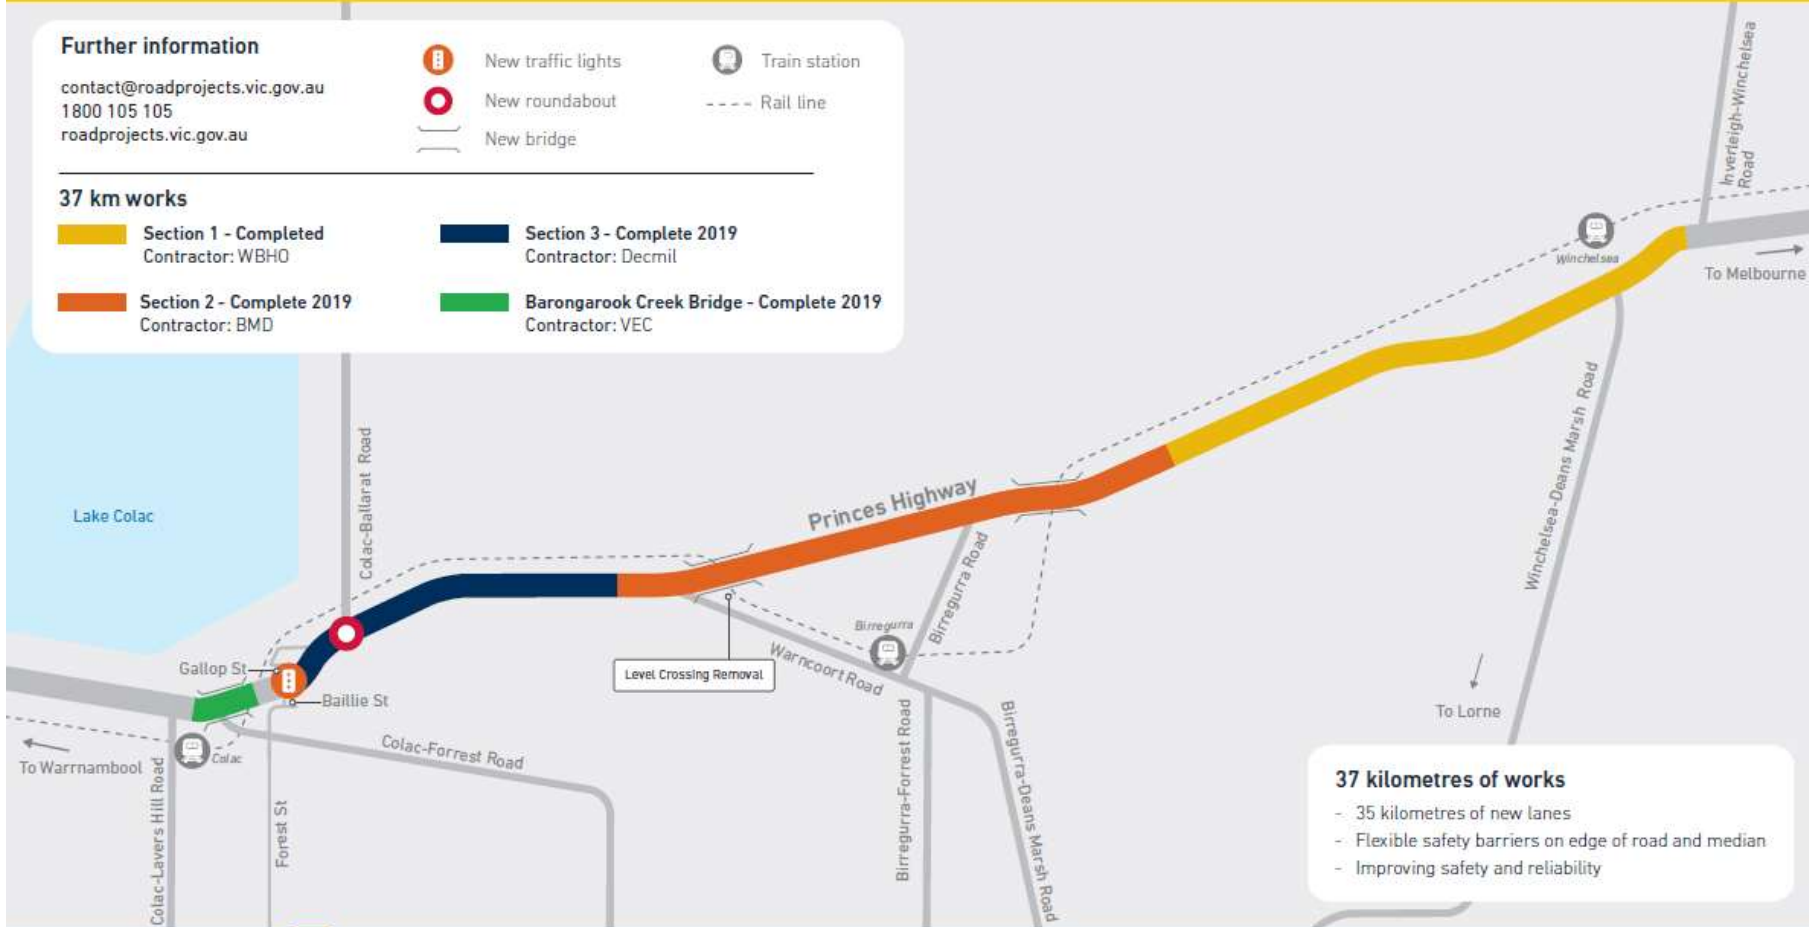 Further information
contact@roadprojects.vic.gov.au
1800 105 105
roadprojects.vic.gov.au
New traffic lights
New roundabout
New bridge
Train station
Rail line
37 km works
Section 1 - Completed
Contractor: WBHO
Section 2 - Complete 2019
Contractor: BMD
Section 3 - Complete 2019
Contractor: Decmil
Barongarook Creek Bridge - Complete 2019
Contractor: VEC
Inverleigh-Winchelsea
Road
Winchelsea
To Melbourne
Lake Colac
Colac-Ballarat Road
Princes Highway
Winchelsea-Deans Marsh Road
Birregurra Road
Birregurra
Warncoort Road
Level Crossing Removal
Gallop St
Baillie St
To Lorne
Colac
To Warrnambool
Colac-Forrest Road
Colac-Lavers Hill Road
Forest St
Birregurra-Forrest Road
Birregurra-Deans Marsh Road
37 kilometres of works
- 35 kilometres of new lanes
- Flexible safety barriers on edge of road and median
- Improving safety and reliability